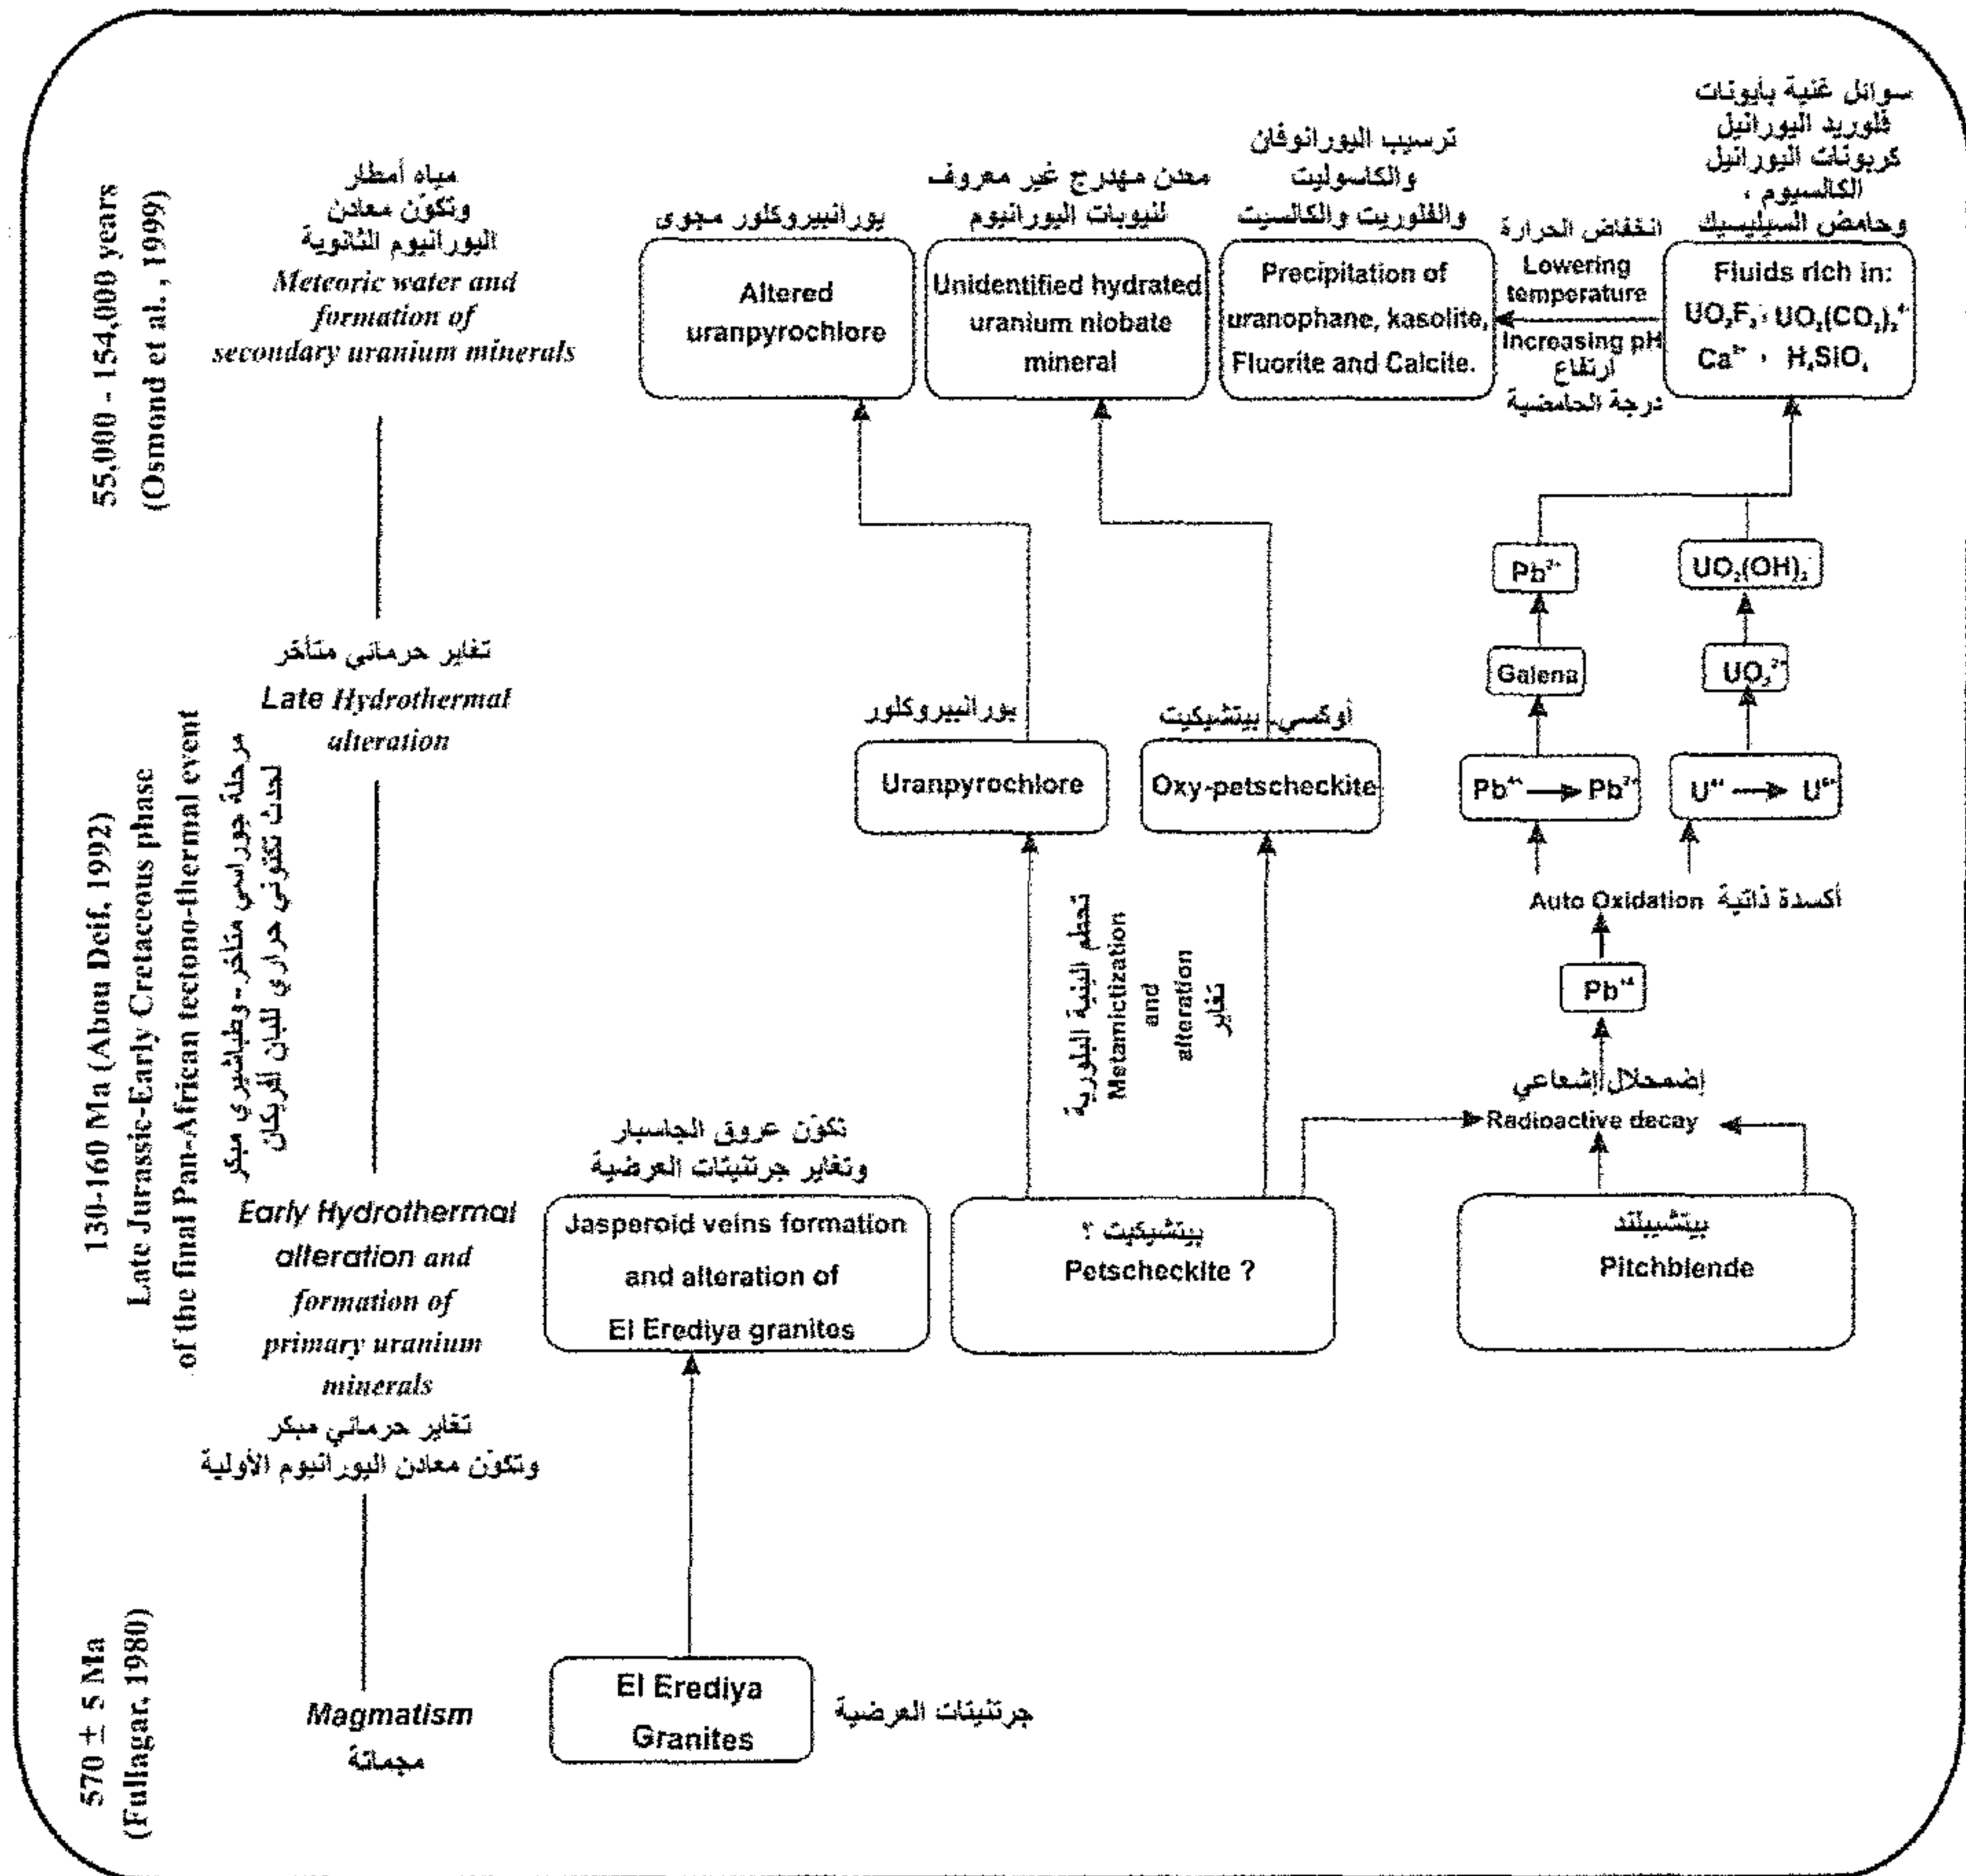 55,000 - 154,000 years
(Osmond et al., 1999)
مياه أمطار
وتكوّن معادن
اليورانيوم الثانوية
Meteoric water and
formation of
secondary uranium minerals
يورانبيروكلور مجوى
Altered
uranpyrochlore
معدن مهدرج غير معروف
لنيوبات اليورانيوم
Unidentified hydrated
uranium niobate
mineral
ترسيب اليورانوفان
والكاسوليت
والفلوريت والكالسيت
Precipitation of
uranophane, kasolite,
Fluorite and Calcite.
انخفاض الحرارة
Lowering
temperature
Increasing pH
ارتفاع
درجة الحامضية
سوائل غنية بأيونات
فلوريد اليورانيل
كربونات اليورانيل
الكالسيوم ،
وحامض السيليسيك
Fluids rich in:
Ca²⁺ , H₄SiO₄
Pb²⁺
UO₂(OH)₂
Galena
UO₂²⁺
130-160 Ma (Abou Deif, 1992)
Late Jurassic-Early Cretaceous phase
of the final Pan-African tectono-thermal event
مرحلة جوراسي متأخر-وطباشيري مبكر
لحدث تكتوني حراري للبان أفريكان
تغاير حرمائي متأخر
Late Hydrothermal
alteration
يورانبيروكلور
Uranpyrochlore
أوكسي- بيتشيكيت
Oxy-petscheckite
Pb⁴⁺ → Pb²⁺
U⁴⁺ → U⁶⁺
Auto Oxidation أكسدة ذاتية
Pb⁺⁴
تحطم البنية البلورية
Metamictization
and
alteration
تغاير
إضمحلال إشعاعي
Radioactive decay
Early Hydrothermal
alteration and
formation of
primary uranium
minerals
تغاير حرمائي مبكر
وتكوّن معادن اليورانيوم الأولية
تكوّن عروق الجاسبار
وتغاير جرتنيتات العرضية
Jasperoid veins formation
and alteration of
El Erediya granites
بيتشيكيت ؟
Petscheckite ?
بيتشبيلند
Pitchblende
570 ± 5 Ma
(Fullagar, 1980)
Magmatism
مجماتة
El Erediya
Granites
جرتنيتات العرضية